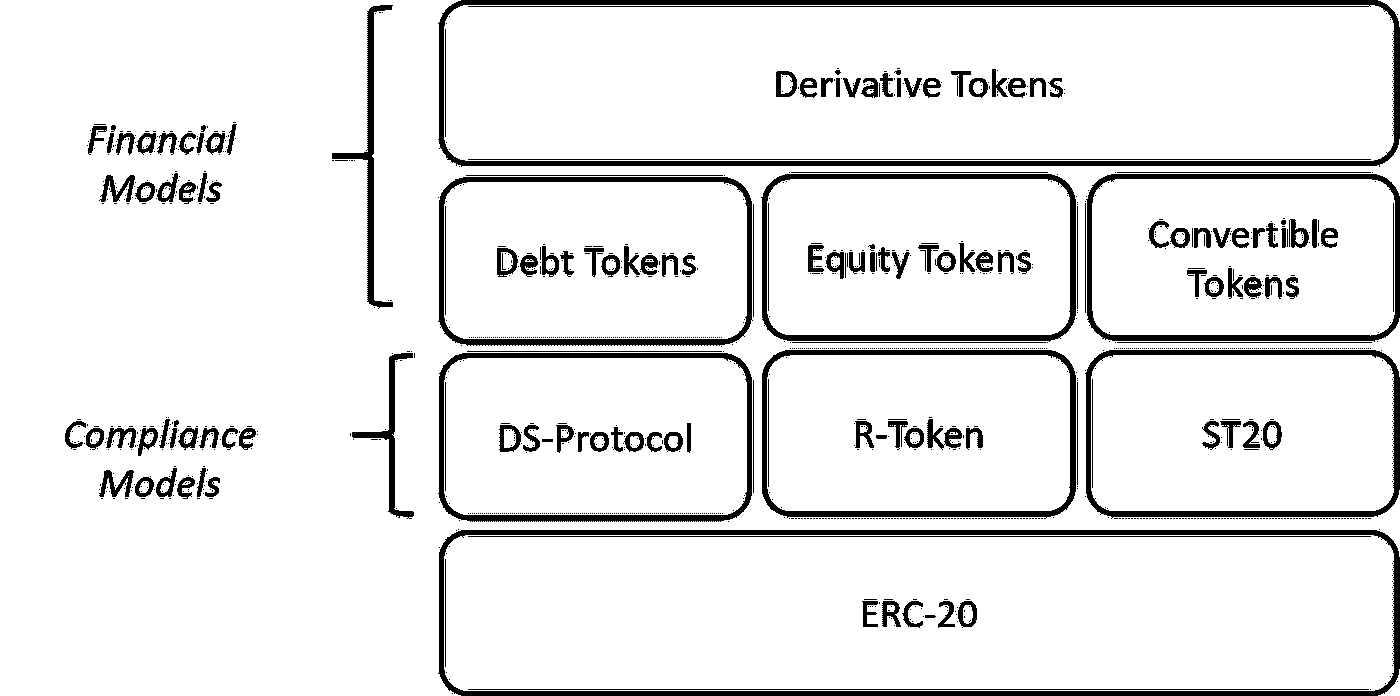 Derivative Tokens
Financial
Models
Debt Tokens
Equity Tokens
Convertible
Tokens
Compliance
Models
DS-Protocol
R-Token
ST20
ERC-20